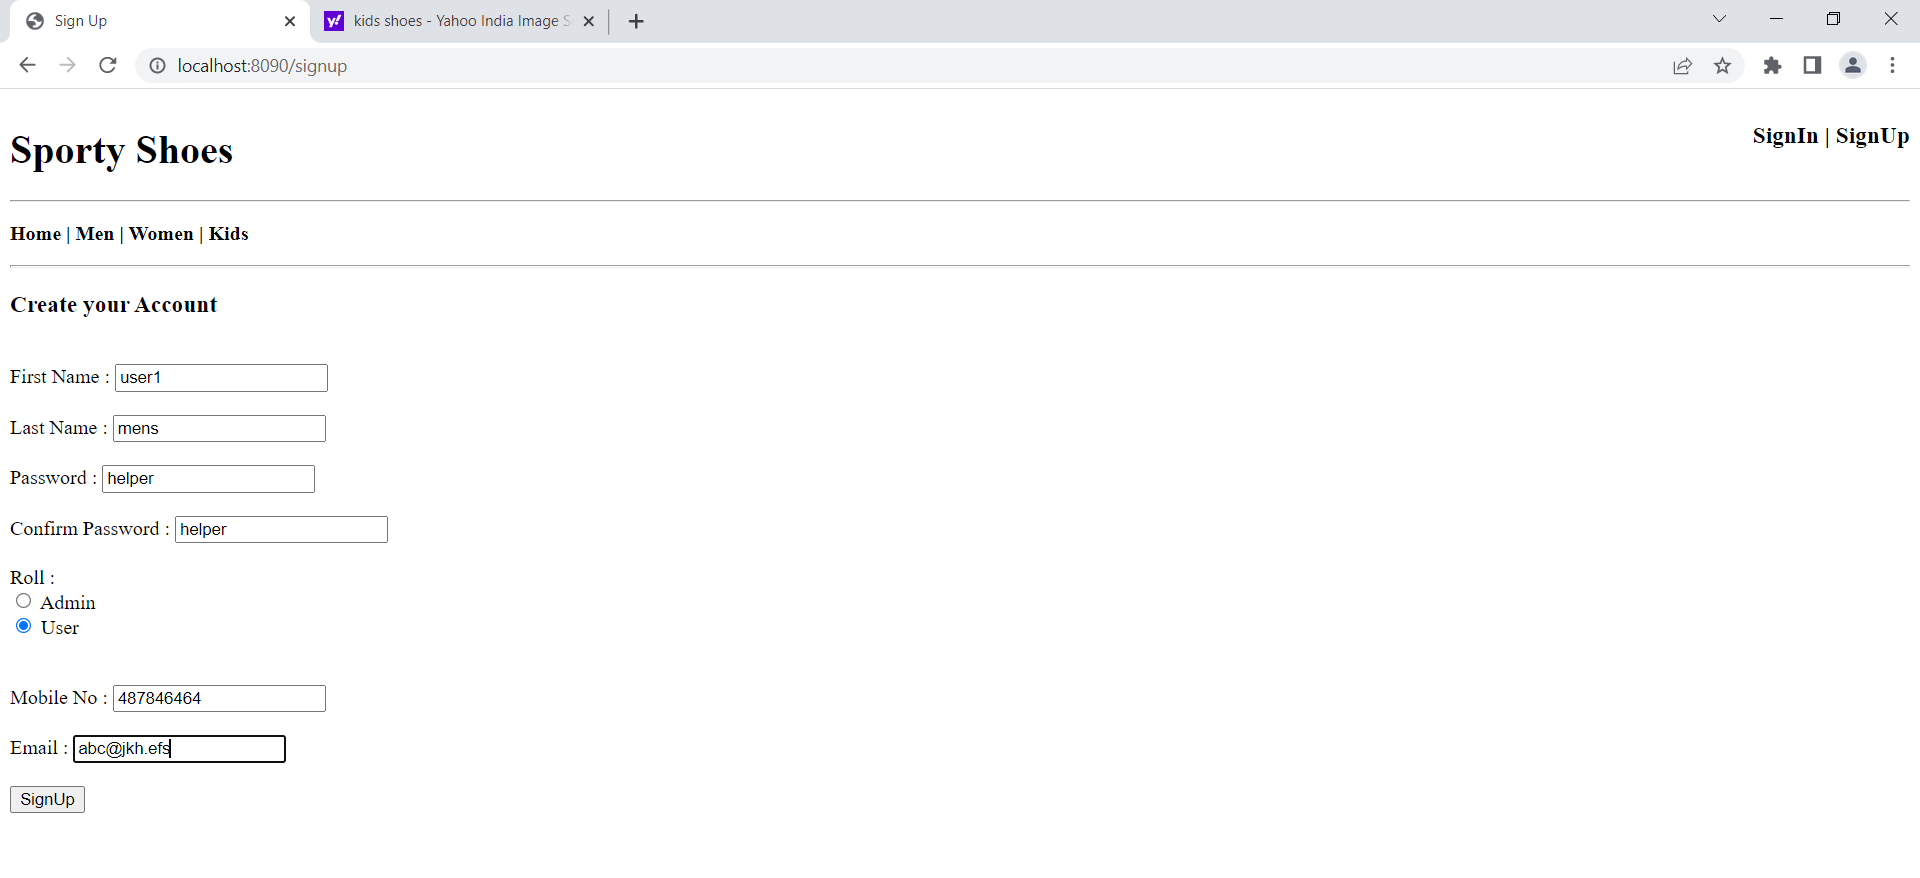 Sign Up
kids shoes - Yahoo India Image S
localhost:8090/signup
Sporty Shoes
SignIn | SignUp
Home | Men | Women | Kids
Create your Account
First Name : user1
Last Name : mens
Password : helper
Confirm Password : helper
Roll :
Admin
User
Mobile No : 487846464
Email : abc@jkh.efs
SignUp